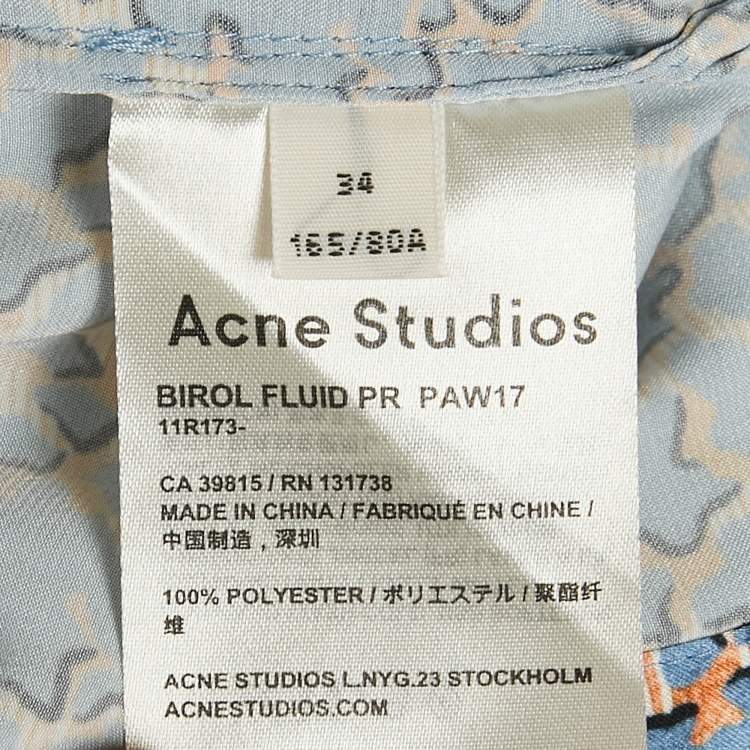 34
165/80A
Acne Studios
BIROL FLUID PR PAW17
11R173-
CA 39815 / RN 131738
MADE IN CHINA / FABRIQUÉ EN CHINE /
中国制造，深圳
100% POLYESTER / ポリエステル / 聚酯纤
维
ACNE STUDIOS L.NYG.23 STOCKHOLM
ACNESTUDIOS.COM